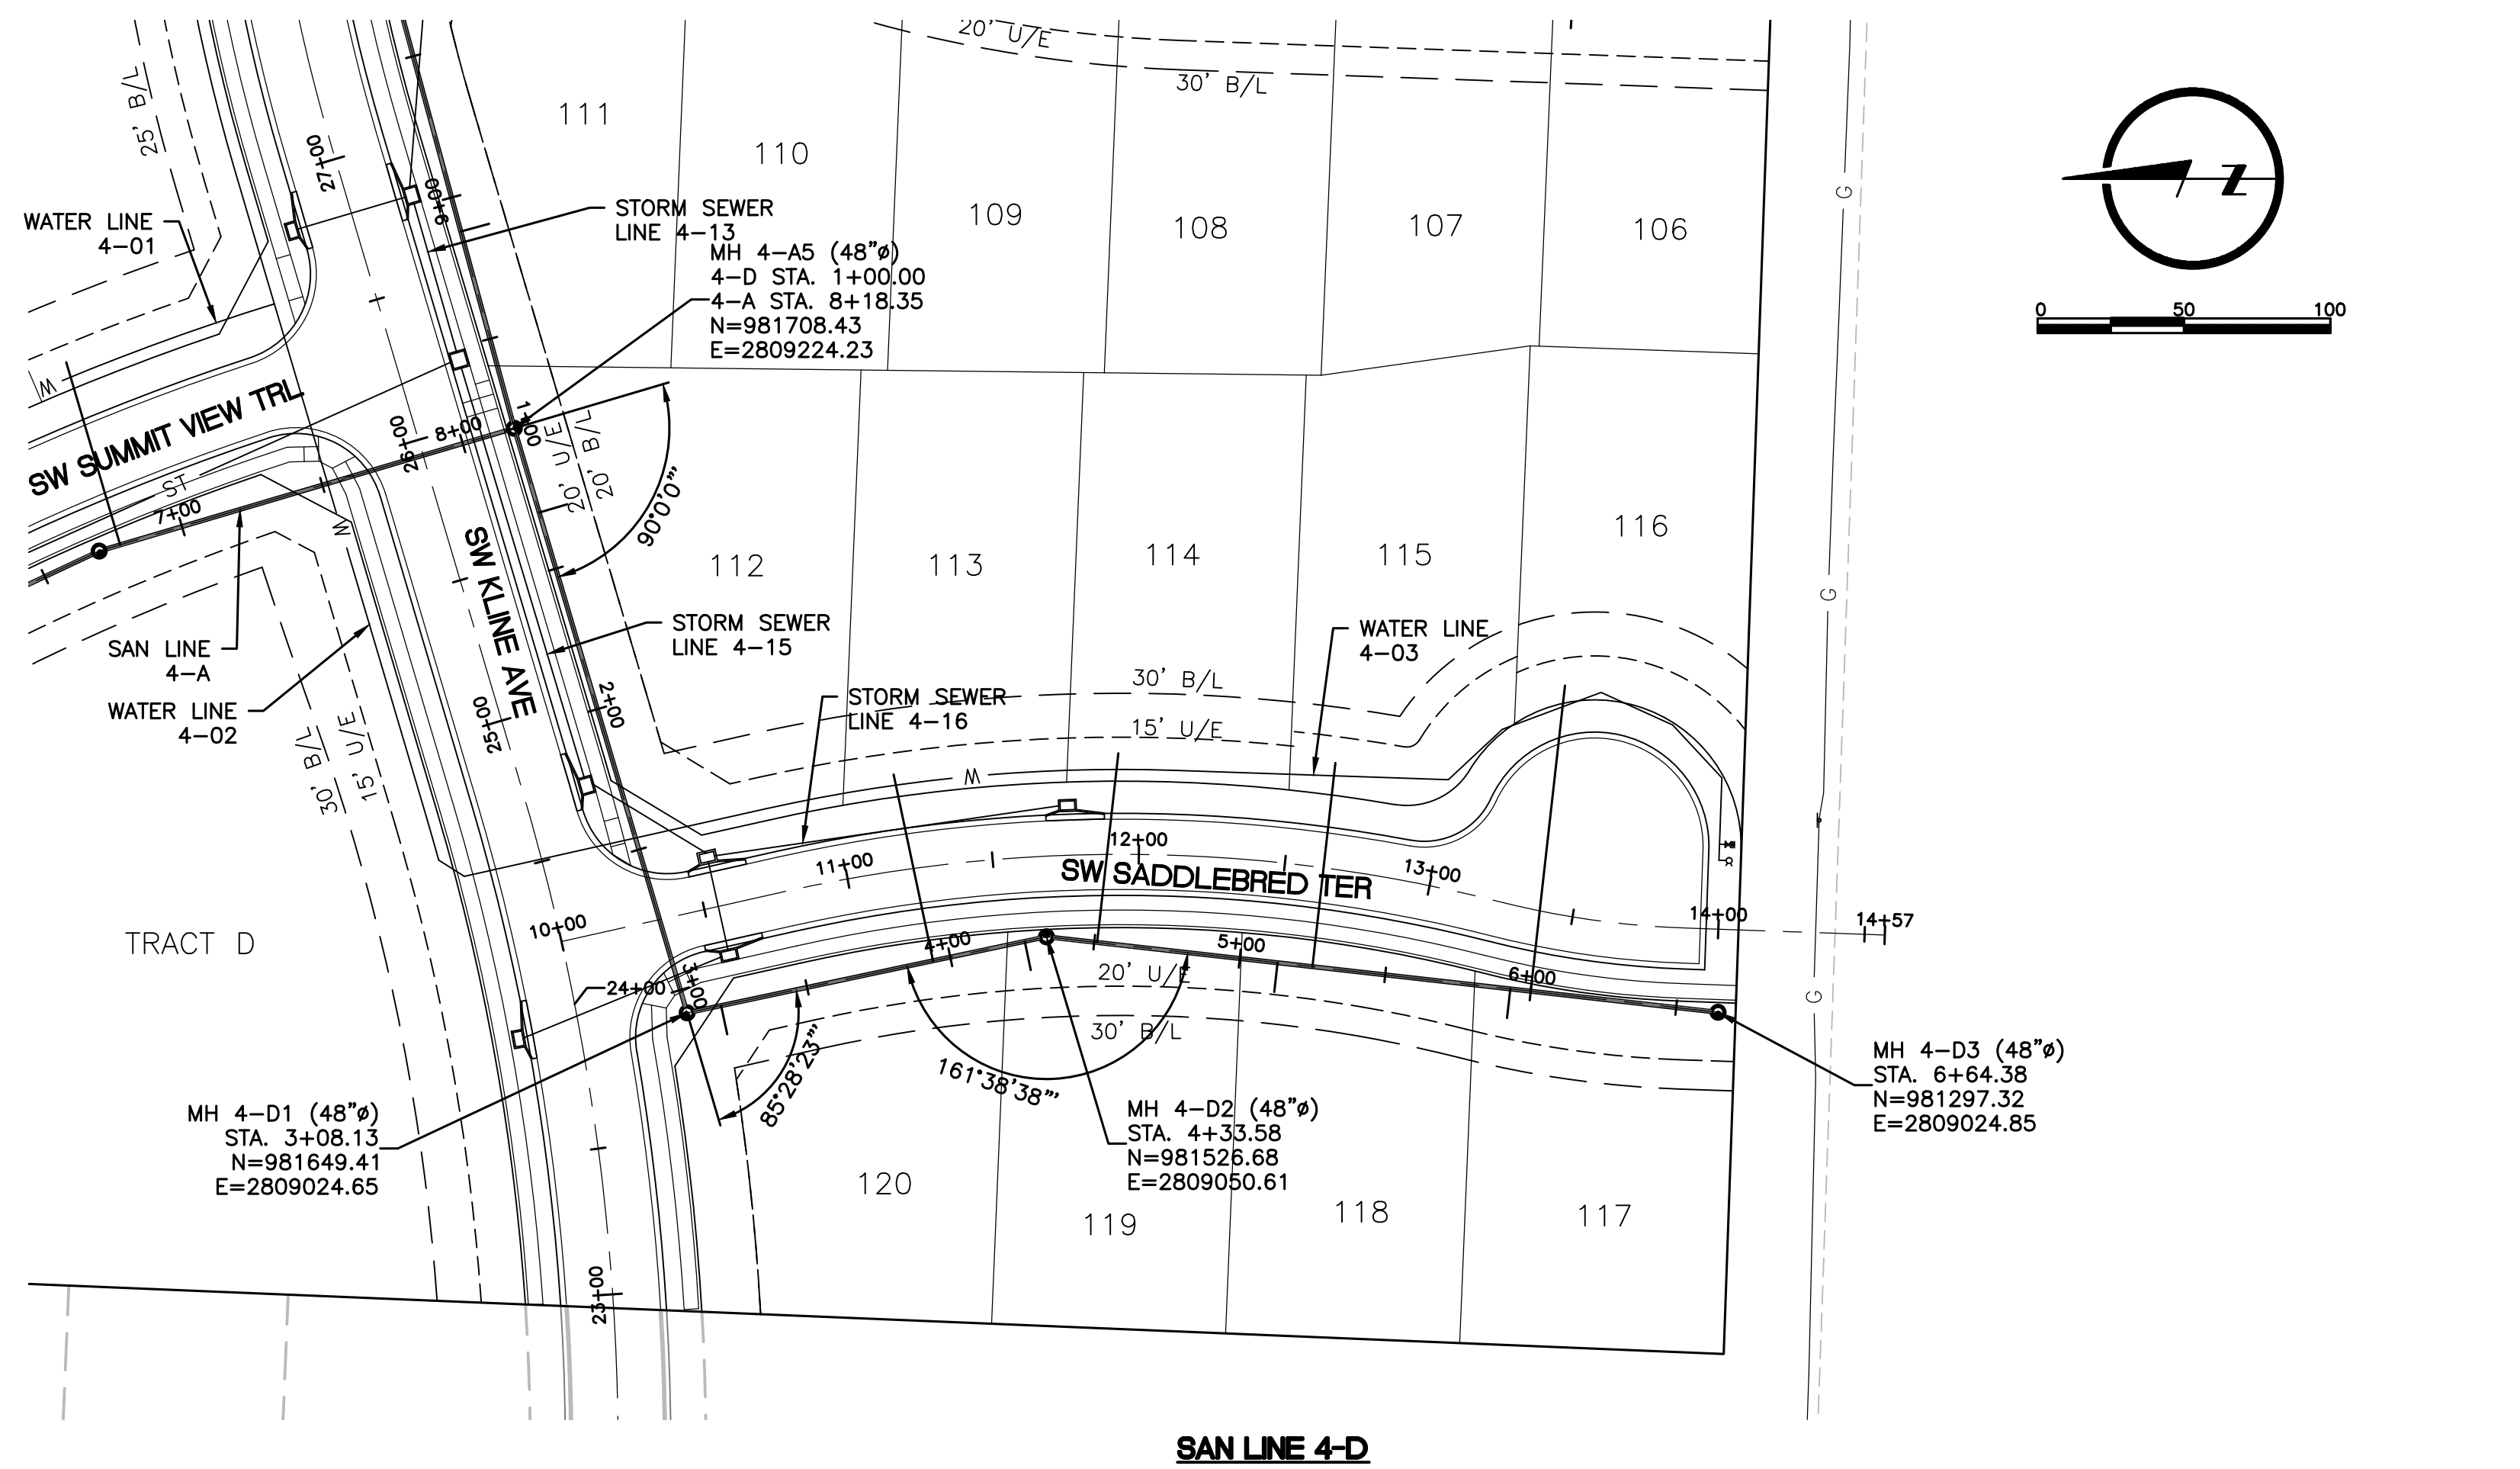 20' U/E
30' B/L
25' B/L
111
110
109
108
107
106
G
Z
0 50 100
27+00
9+00
WATER LINE
4-01
STORM SEWER
LINE 4-13
MH 4-A5 (48"ø)
4-D STA. 1+00.00
4-A STA. 8+18.35
N=981708.43
E=2809224.23
W
SW SUMMIT VIEW TRL
ST
26+00
8+00
1+00
20' U/E
20' B/L
90°0'0"'
7+00
W
SW KLINE AVE
112
113
114
115
116
G
SAN LINE
4-A
WATER LINE
4-02
STORM SEWER
LINE 4-15
WATER LINE
4-03
STORM SEWER
LINE 4-16
30' B/L
15' U/E
25+00
2+00
30' B/L
15' U/E
W
11+00
12+00
13+00
SW SADDLEBRED TER
14+00
14+57
10+00
TRACT D
24+00
3+00
4+00
5+00
6+00
20' U/E
30' B/L
G
85°28'23"'
161°38'38"'
MH 4-D1 (48"ø)
STA. 3+08.13
N=981649.41
E=2809024.65
MH 4-D2 (48"ø)
STA. 4+33.58
N=981526.68
E=2809050.61
MH 4-D3 (48"ø)
STA. 6+64.38
N=981297.32
E=2809024.85
120
119
118
117
23+00
SAN LINE 4-D